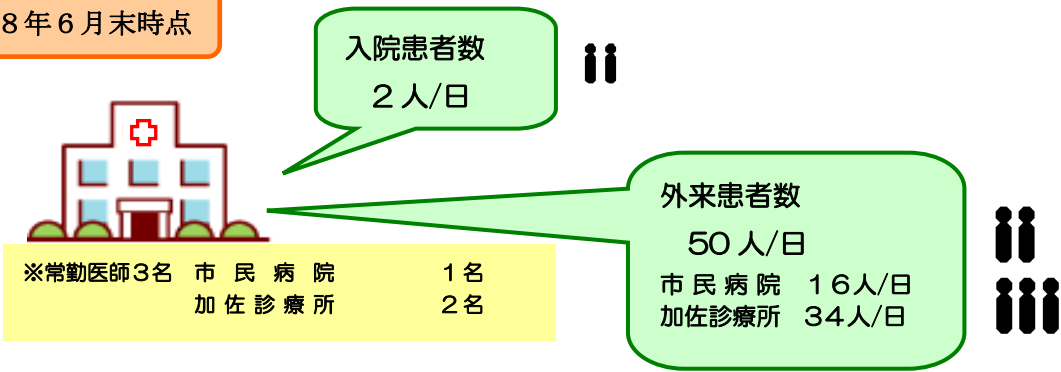 8年６月末時点
入院患者数
２人/日
外来患者数
50人/日
市民病院　１６人/日
加佐診療所　３４人/日
※常勤医師３名　市　民　病　院　１名
加 佐 診 療 所　２名